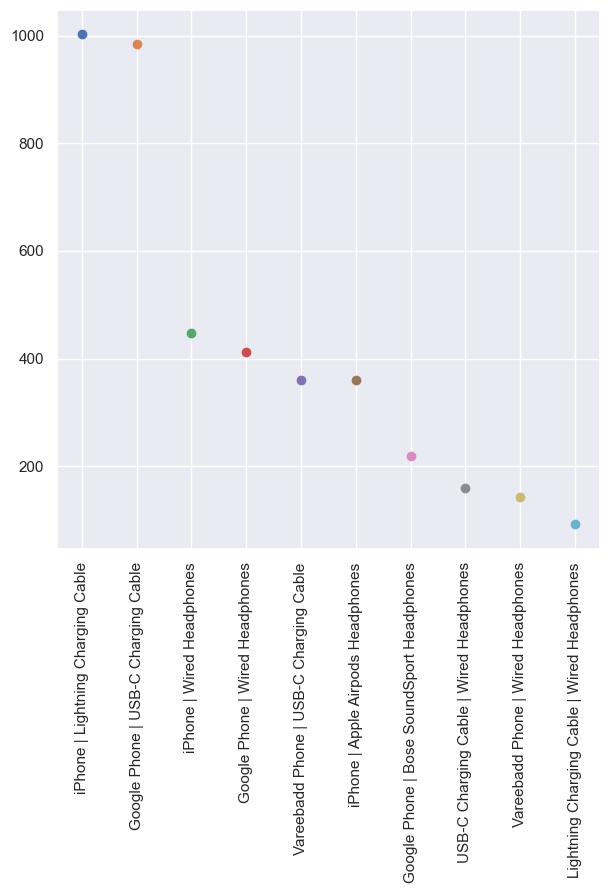 1000
800
600
400
200
iPhone | Lightning Charging Cable
Google Phone | USB-C Charging Cable
iPhone | Wired Headphones
Google Phone | Wired Headphones
Vareebadd Phone | USB-C Charging Cable
iPhone | Apple Airpods Headphones
Google Phone | Bose SoundSport Headphones
USB-C Charging Cable | Wired Headphones
Vareebadd Phone | Wired Headphones
Lightning Charging Cable | Wired Headphones